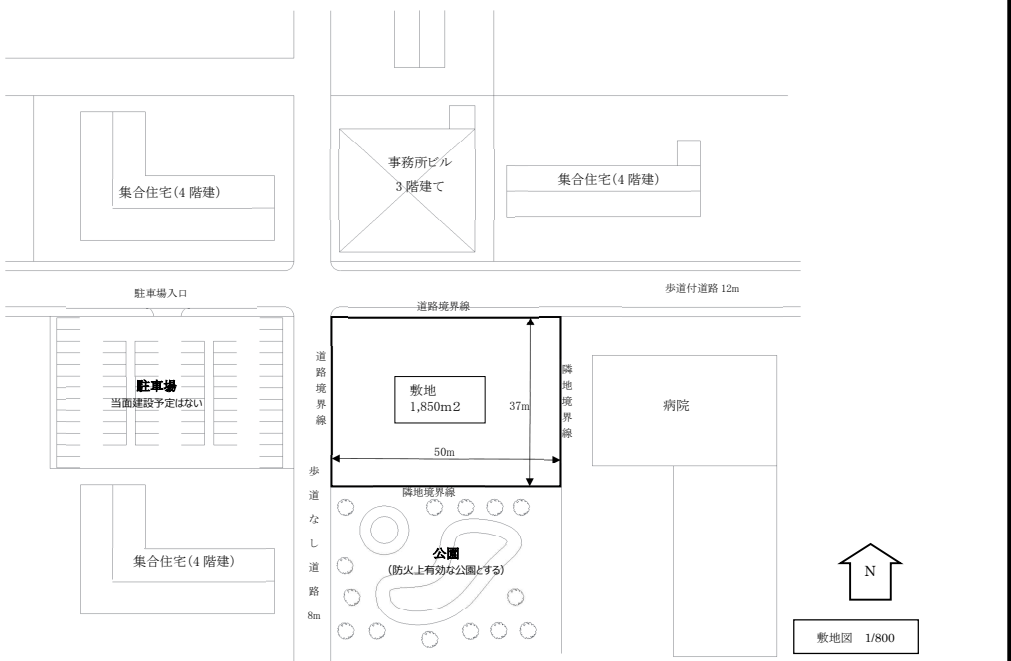 事務所ビル
3 階建て
集合住宅(4 階建)
集合住宅(4 階建)
歩道付道路 12m
駐車場入口
道路境界線
道路境界線
隣地境界線
駐車場
当面建設予定はない
敷地
1,850m2
37m
病院
50m
隣地境界線
歩道なし道路8m
公園
(防火上有効な公園とする)
集合住宅(4 階建)
N
敷地図 1/800